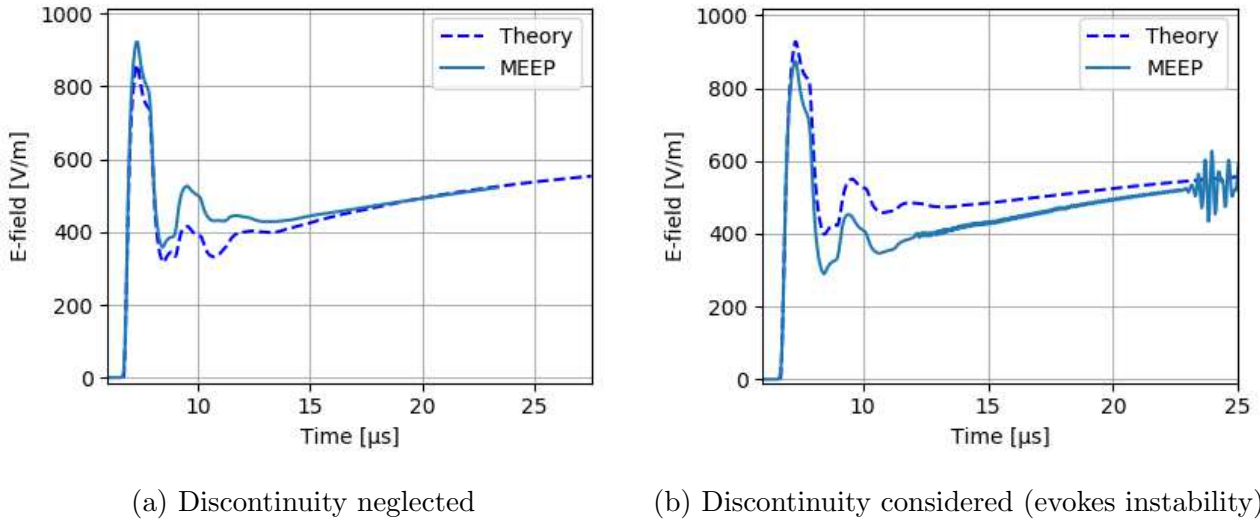 1000
800
600
400
200
0
E-field [V/m]
10
15
20
25
Time [μs]
Theory
MEEP
(a) Discontinuity neglected
1000
800
600
400
200
0
E-field [V/m]
10
15
20
25
Time [μs]
Theory
MEEP
(b) Discontinuity considered (evokes instability)